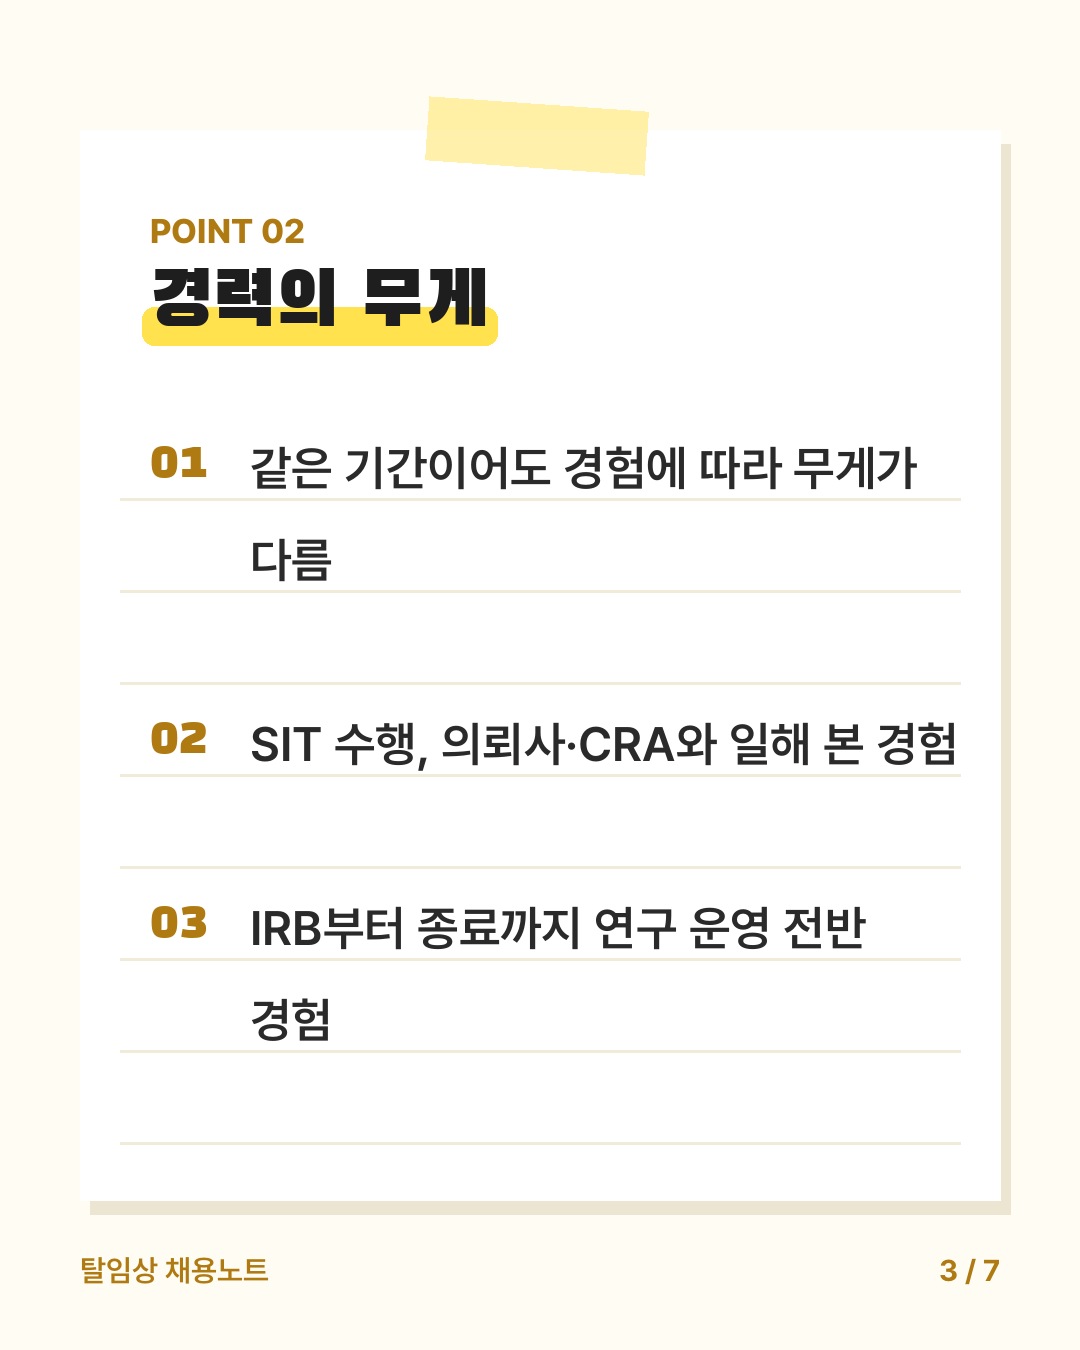 POINT 02
경력의 무게
01 같은 기간이어도 경험에 따라 무게가
다름
02 SIT 수행, 의뢰사·CRA와 일해 본 경험
03 IRB부터 종료까지 연구 운영 전반
경험
탈임상 채용노트
3 / 7